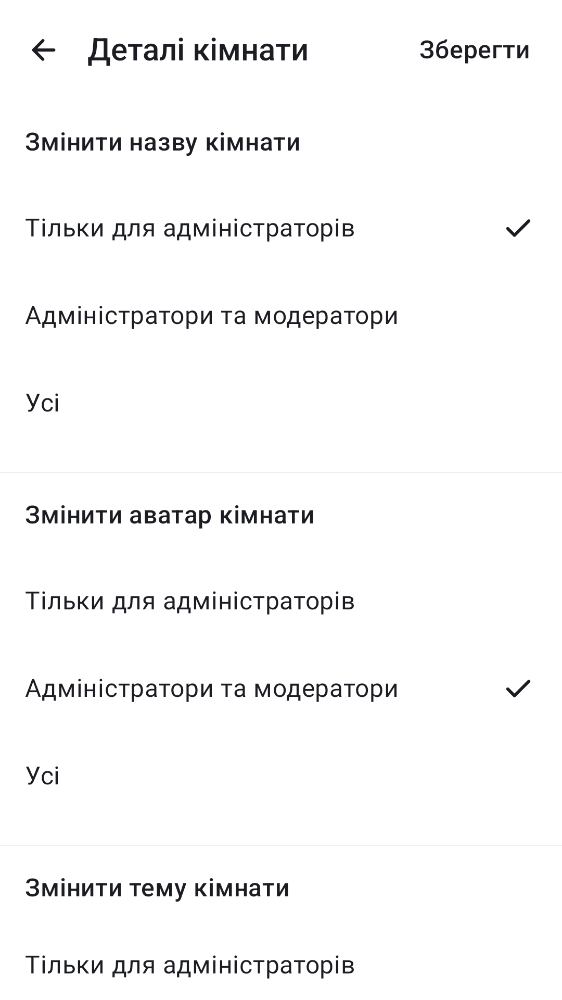 Деталі кімнати Зберегти
Змінити назву кімнати
Тільки для адміністраторів
Адміністратори та модератори
Усі
Змінити аватар кімнати
Тільки для адміністраторів
Адміністратори та модератори
Усі
Змінити тему кімнати
Тільки для адміністраторів